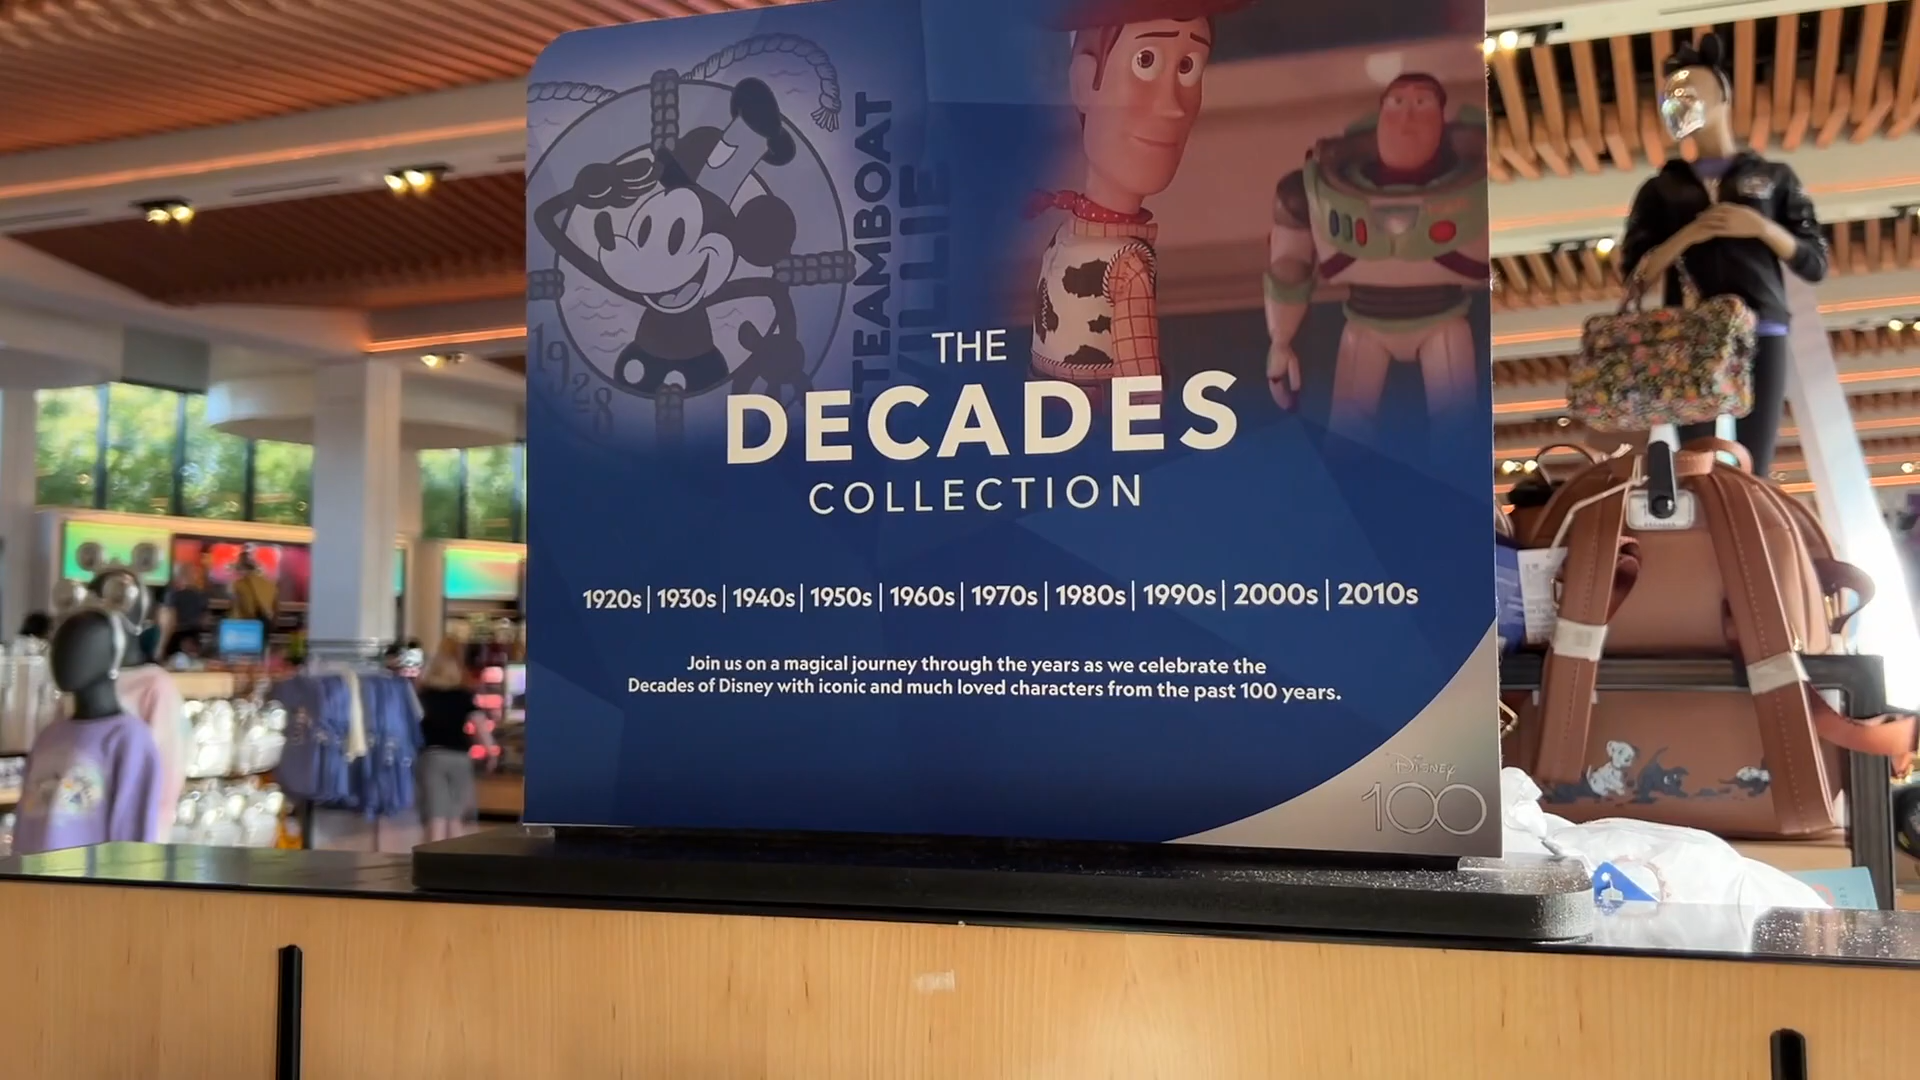 STEAMBOAT
WILLIE
1928
THE
DECADES
COLLECTION
1920s | 1930s | 1940s | 1950s | 1960s | 1970s | 1980s | 1990s | 2000s | 2010s
Join us on a magical journey through the years as we celebrate the
Decades of Disney with iconic and much loved characters from the past 100 years.
Disney
100